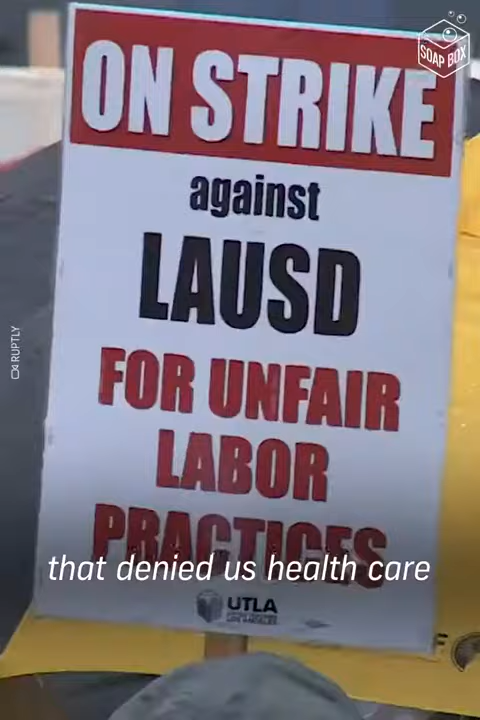 SOAP BOX
ON STRIKE
against
LAUSD
FOR UNFAIR
LABOR
PRACTICES
that denied us health care
UTLA
RUPTLY